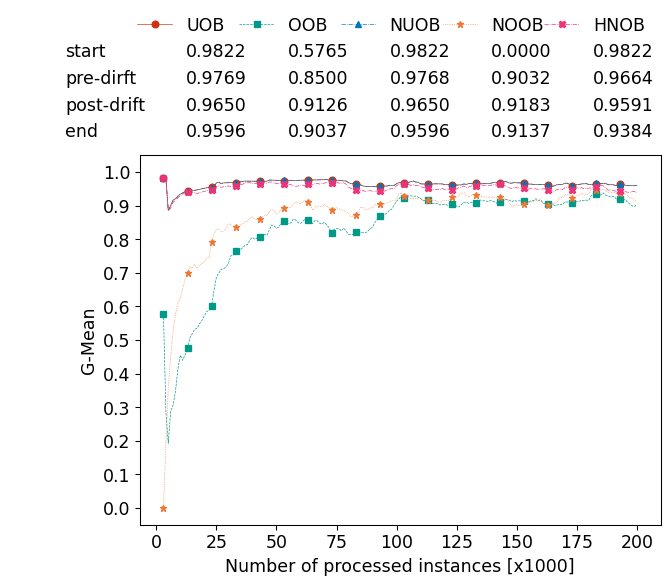 UOB OOB NUOB NOOB HNOB
start 0.9822 0.5765 0.9822 0.0000 0.9822
pre-dirft 0.9769 0.8500 0.9768 0.9032 0.9664
post-drift 0.9650 0.9126 0.9650 0.9183 0.9591
end 0.9596 0.9037 0.9596 0.9137 0.9384
1.0
0.9
0.8
0.7
0.6
0.5
0.4
0.3
0.2
0.1
0.0
G-Mean
0 25 50 75 100 125 150 175 200
Number of processed instances [x1000]